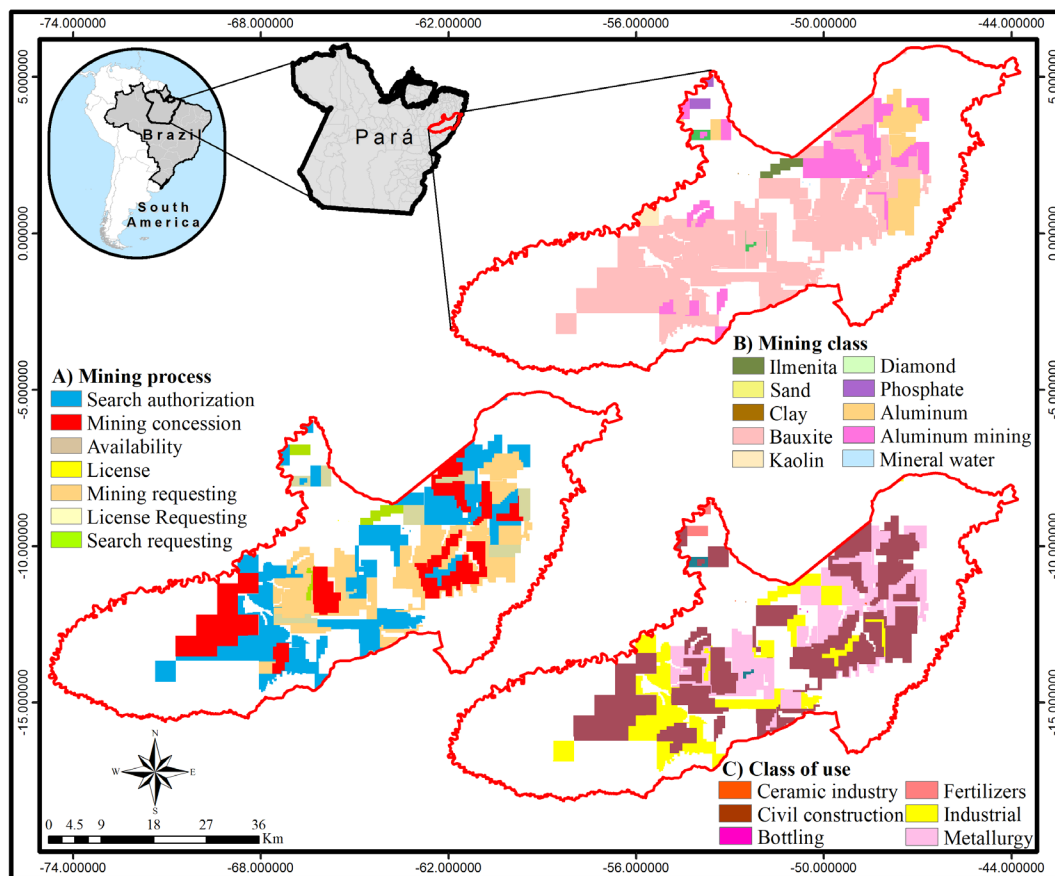 -74.000000 -68.000000 -62.000000 -56.000000 -50.000000 -44.000000
5.000000 0.000000 -5.000000 -10.000000 -15.000000
5.000000 0.000000 -5.000000 -10.000000 -15.000000
Brazil
South
America
Pará
B) Mining class
Ilmenita Diamond
Sand Phosphate
Clay Aluminum
Bauxite Aluminum mining
Kaolin Mineral water
A) Mining process
Search authorization
Mining concession
Availability
License
Mining requesting
License Requesting
Search requesting
C) Class of use
Ceramic industry Fertilizers
Civil construction Industrial
Bottling Metallurgy
N
W E
S
0 4.5 9 18 27 36
Km
-74.000000 -68.000000 -62.000000 -56.000000 -50.000000 -44.000000